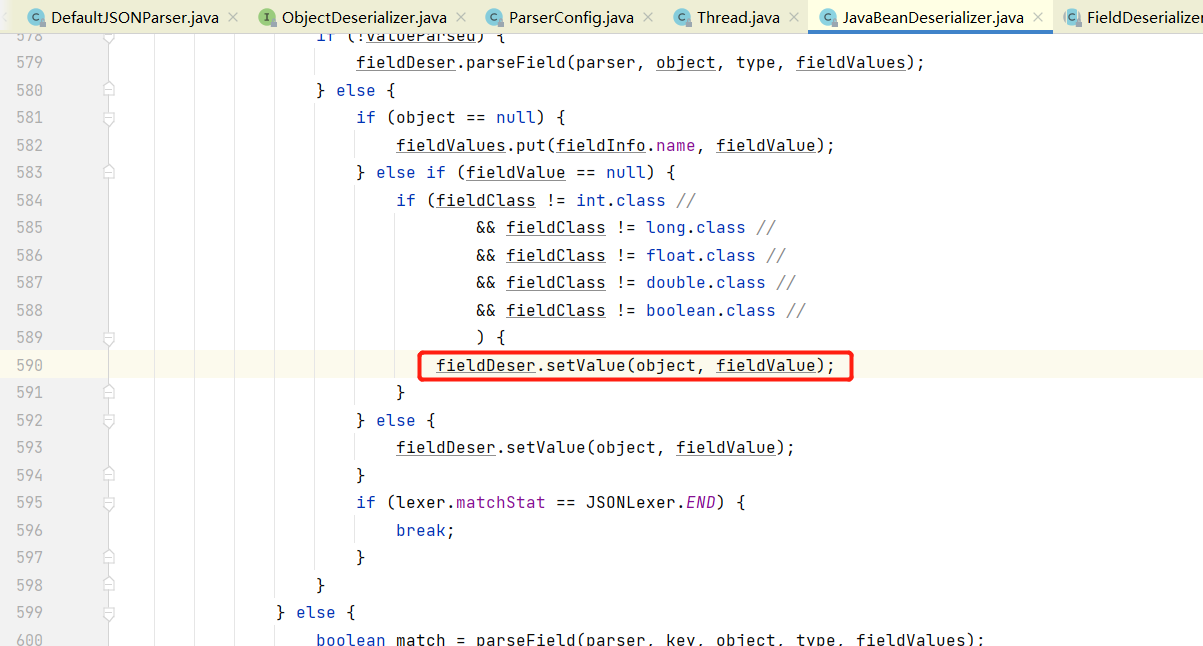 DefaultJSONParser.java ObjectDeserializer.java ParserConfig.java Thread.java JavaBeanDeserializer.java FieldDeserialize
578 if (!valueParsed) {
579 fieldDeser.parseField(parser, object, type, fieldValues);
580 } else {
581 if (object == null) {
582 fieldValues.put(fieldInfo.name, fieldValue);
583 } else if (fieldValue == null) {
584 if (fieldClass != int.class //
585 && fieldClass != long.class //
586 && fieldClass != float.class //
587 && fieldClass != double.class //
588 && fieldClass != boolean.class //
589 ) {
590 fieldDeser.setValue(object, fieldValue);
591 }
592 } else {
593 fieldDeser.setValue(object, fieldValue);
594 }
595 if (lexer.matchStat == JSONLexer.END) {
596 break;
597 }
598 }
599 } else {
600 boolean match = parseField(parser, key, object, type, fieldValues);